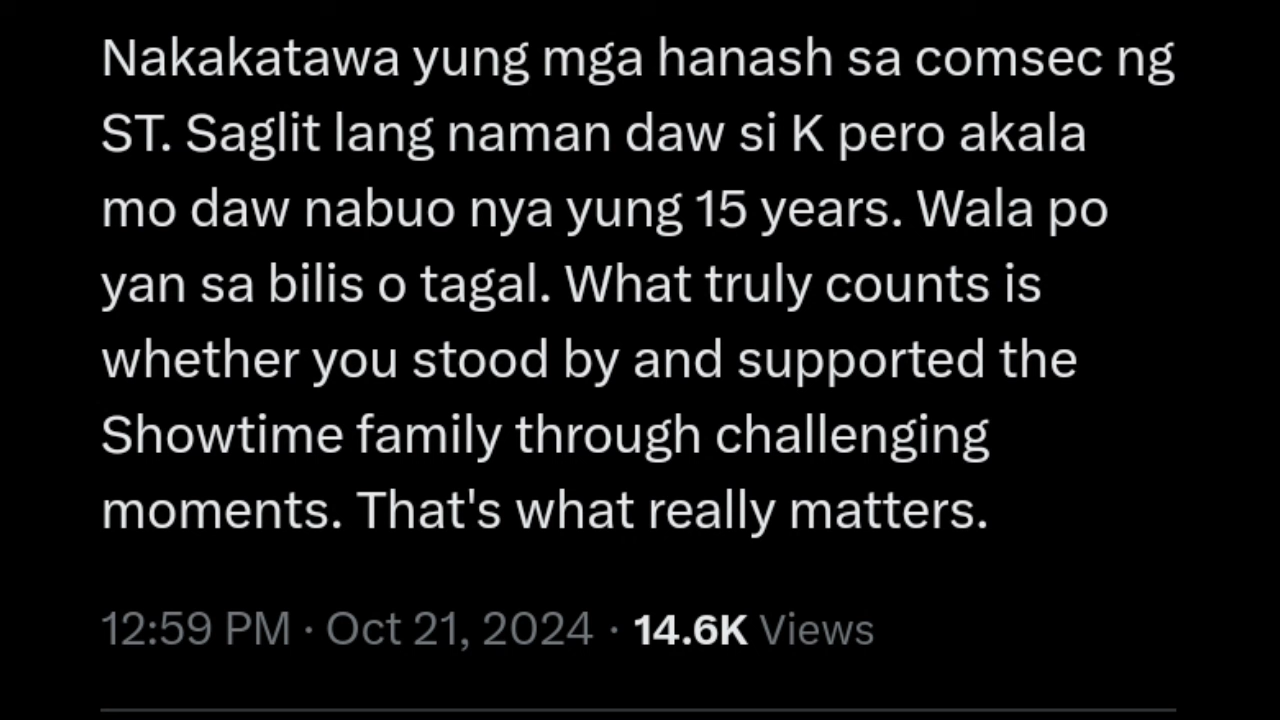 Nakakatawa yung mga hanash sa comsec ng
ST. Saglit lang naman daw si K pero akala
mo daw nabuo nya yung 15 years. Wala po
yan sa bilis o tagal. What truly counts is
whether you stood by and supported the
Showtime family through challenging
moments. That's what really matters.
12:59 PM · Oct 21, 2024 · 14.6K Views